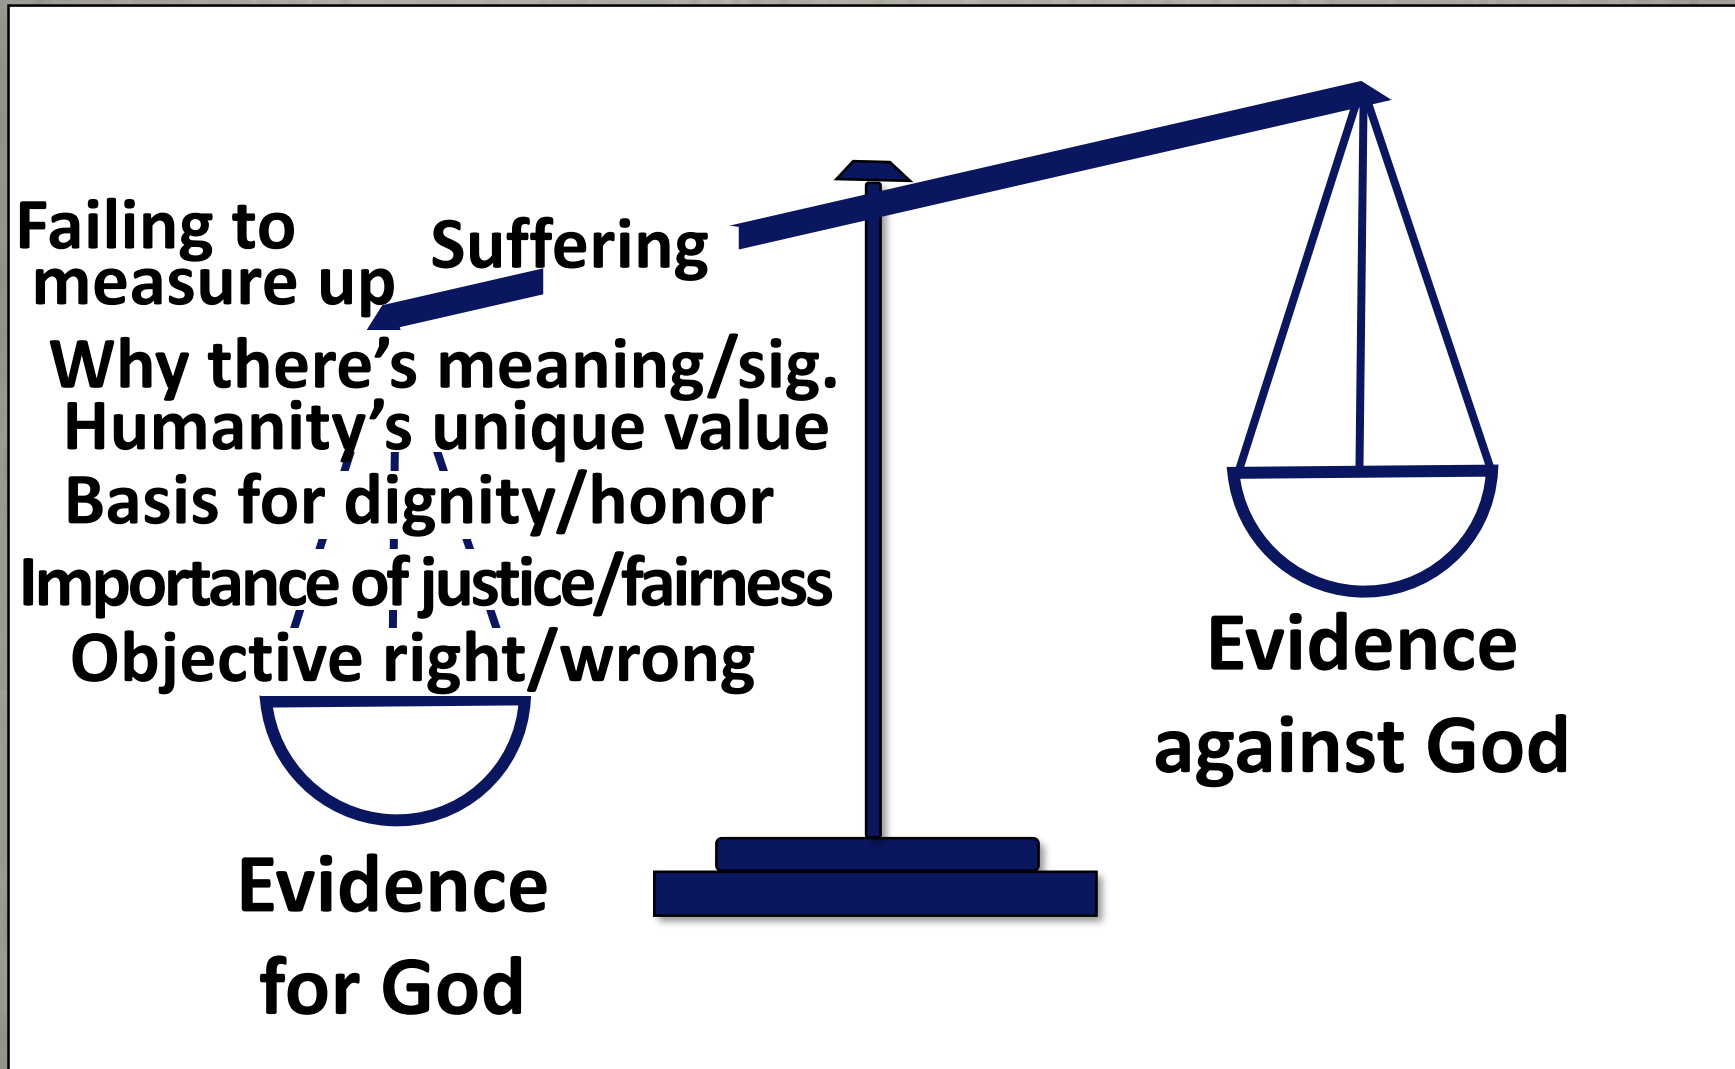 Failing to
measure up
Suffering
Why there’s meaning/sig.
Humanity’s unique value
Basis for dignity/honor
Importance of justice/fairness
Objective right/wrong
Evidence
for God
Evidence
against God